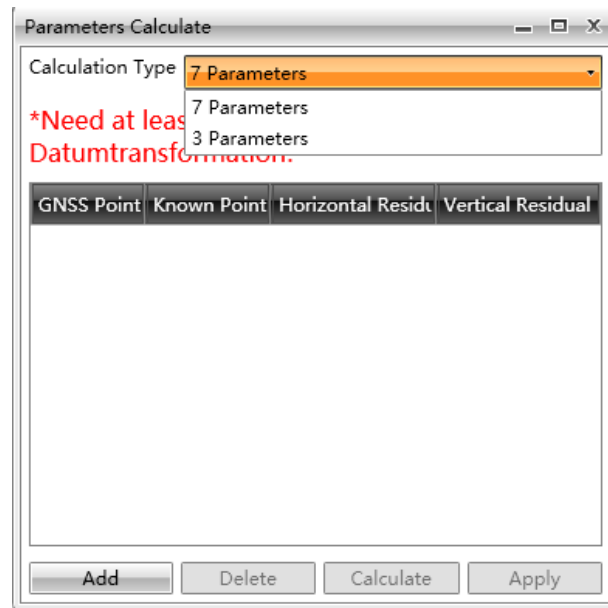 Parameters Calculate
Calculation Type 7 Parameters
7 Parameters
*Need at leas
3 Parameters
Datumtransformation.
GNSS Point Known Point Horizontal Residu Vertical Residual
Add Delete Calculate Apply